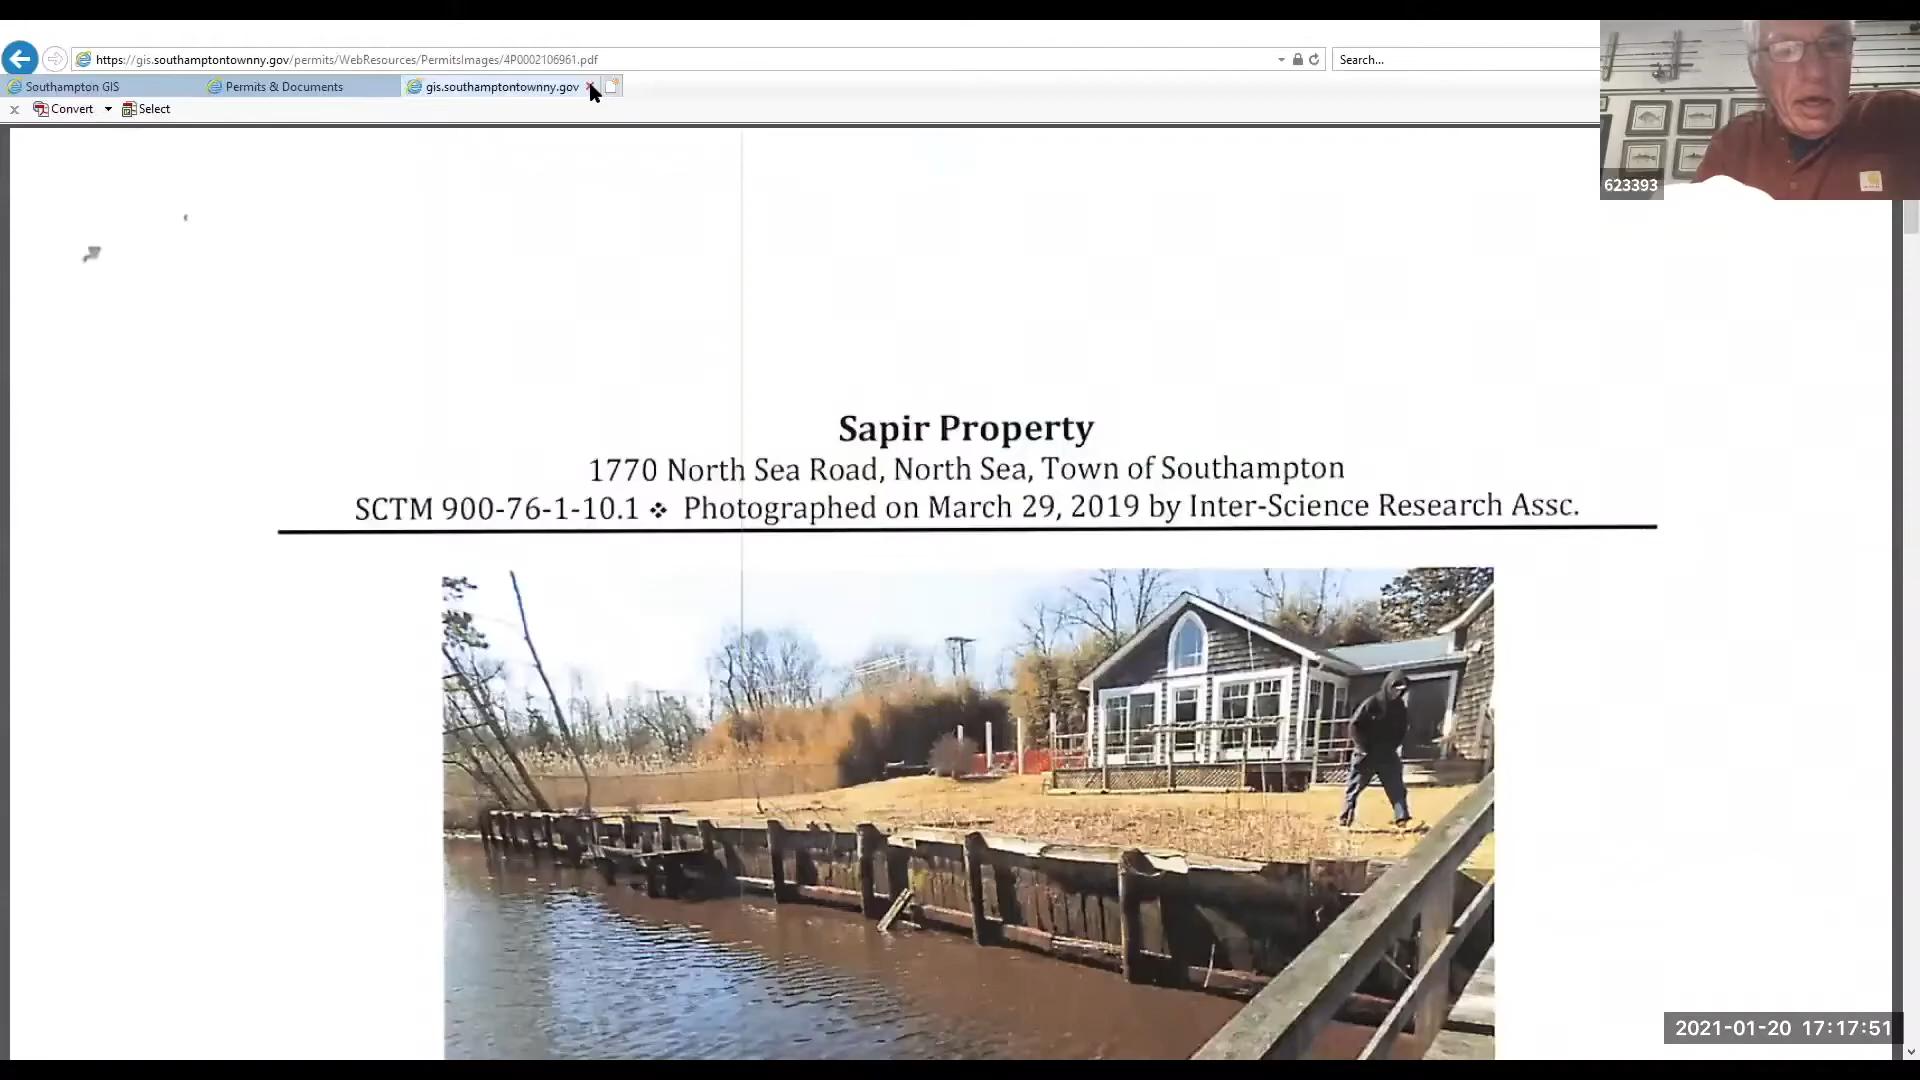 https://gis.southamptontownny.gov/permits/WebResources/PermitsImages/4P0002106961.pdf
Search...
Southampton GIS
Permits & Documents
gis.southamptontownny.gov
x Convert
Select
623393
Sapir Property
1770 North Sea Road, North Sea, Town of Southampton
SCTM 900-76-1-10.1 ❖ Photographed on March 29, 2019 by Inter-Science Research Assc.
2021-01-20 17:17:51